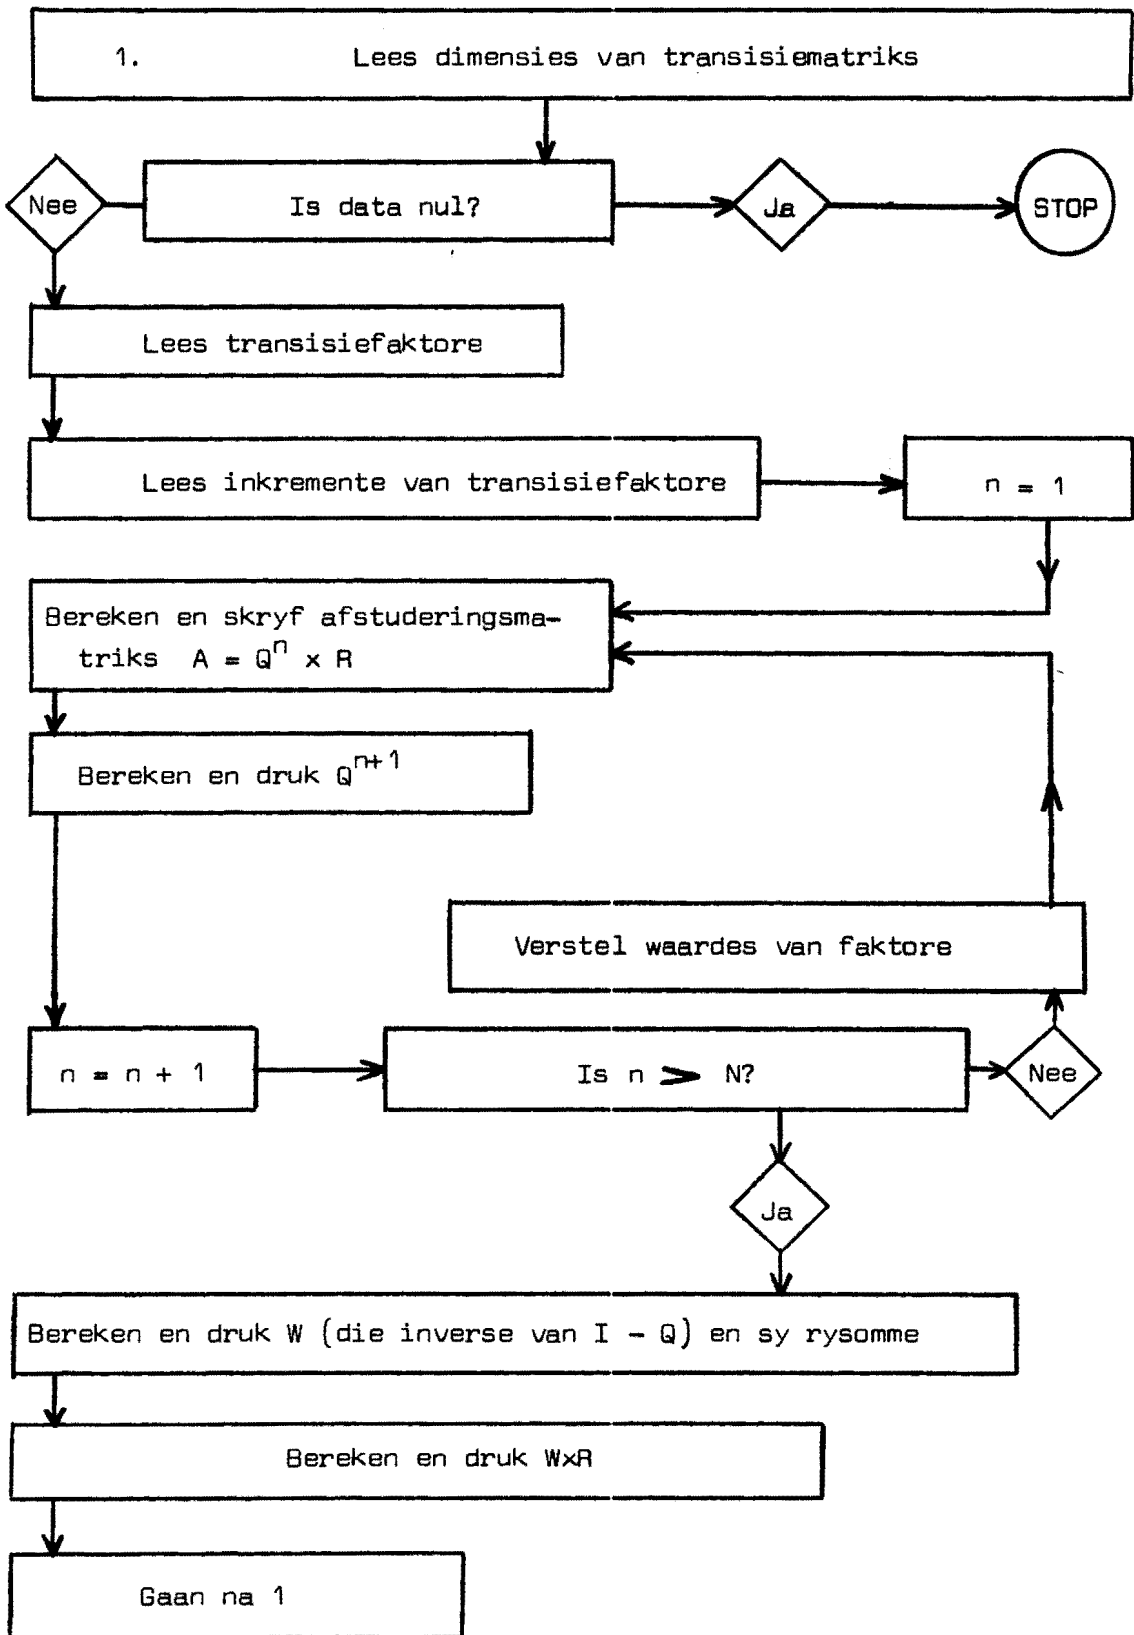 1. Lees dimensies van transisiematriks
Nee
Is data nul?
Ja
STOP
Lees transisiefaktore
Lees inkremente van transisiefaktore
n = 1
Bereken en skryf afstuderingsma-
triks A = Qⁿ x R
Bereken en druk Qⁿ⁺¹
Verstel waardes van faktore
n = n + 1
Is n > N?
Nee
Ja
Bereken en druk W (die inverse van I - Q) en sy rysomme
Bereken en druk WxR
Gaan na 1